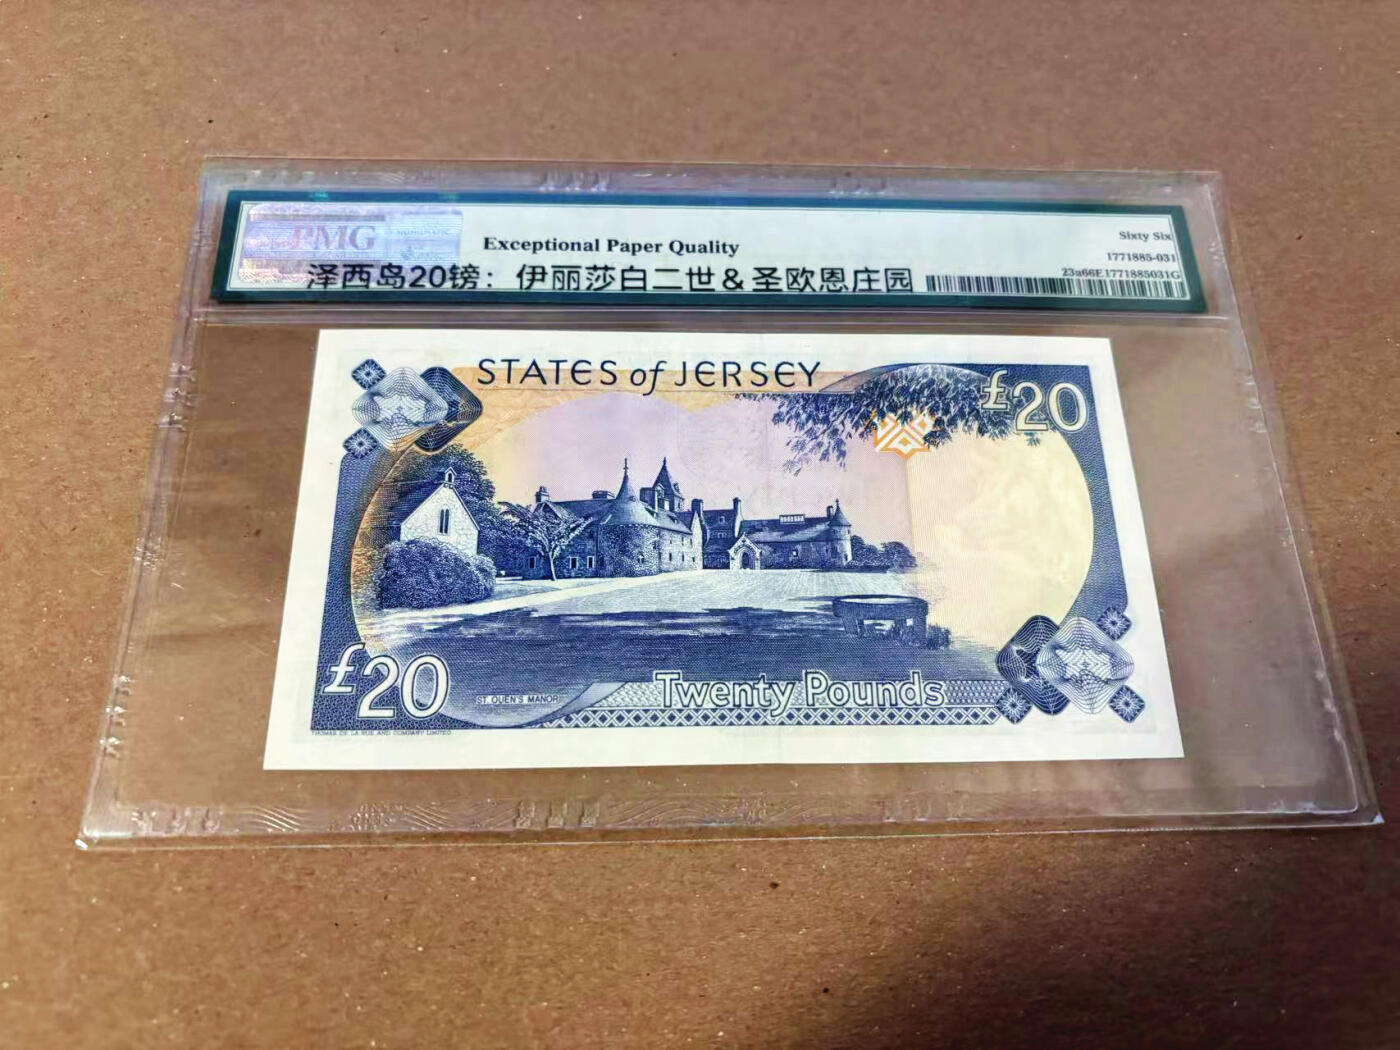 PMG
Exceptional Paper Quality
Sixty Six
1771885-031
泽西岛20镑：伊丽莎白二世&圣欧恩庄园
23a66E1771885031G
STATES of JERSEY
£20
£20
ST. OUEN'S MANOR
Twenty Pounds
THOMAS DE LA RUE AND COMPANY LIMITED